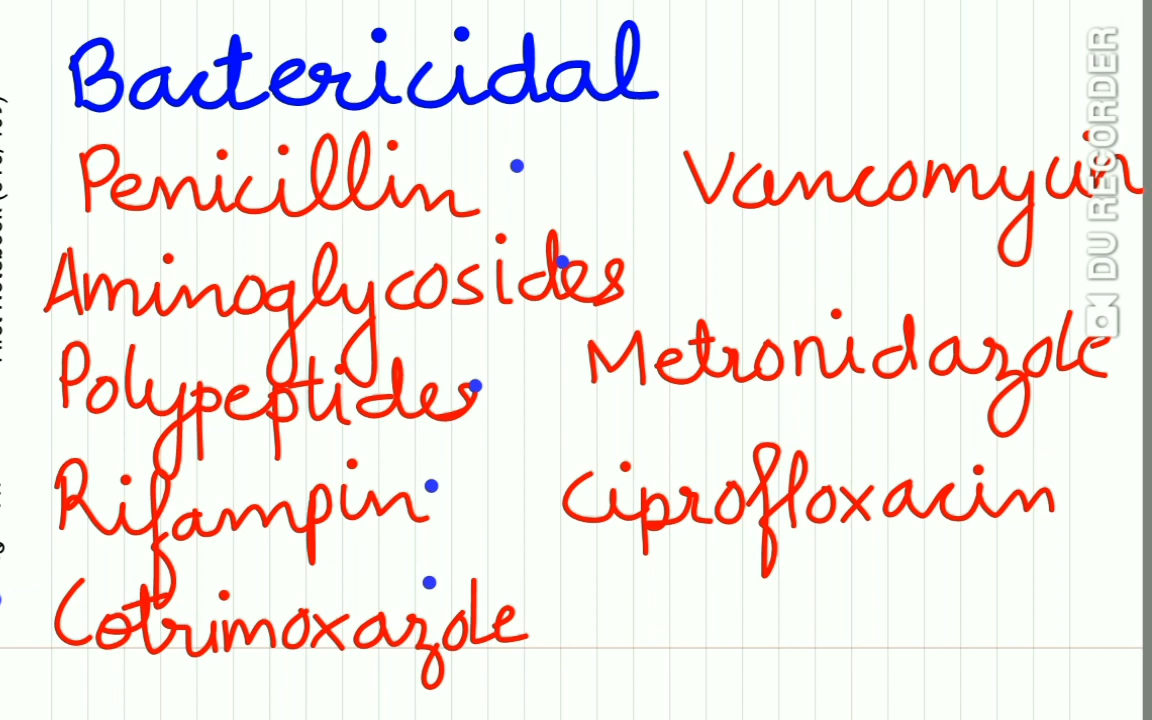 Bactericidal
Penicillin
Vancomycin
Aminoglycosides
Metronidazole
Polypeptides
Rifampin
Ciprofloxacin
Cotrimoxazole
DU RECORDER